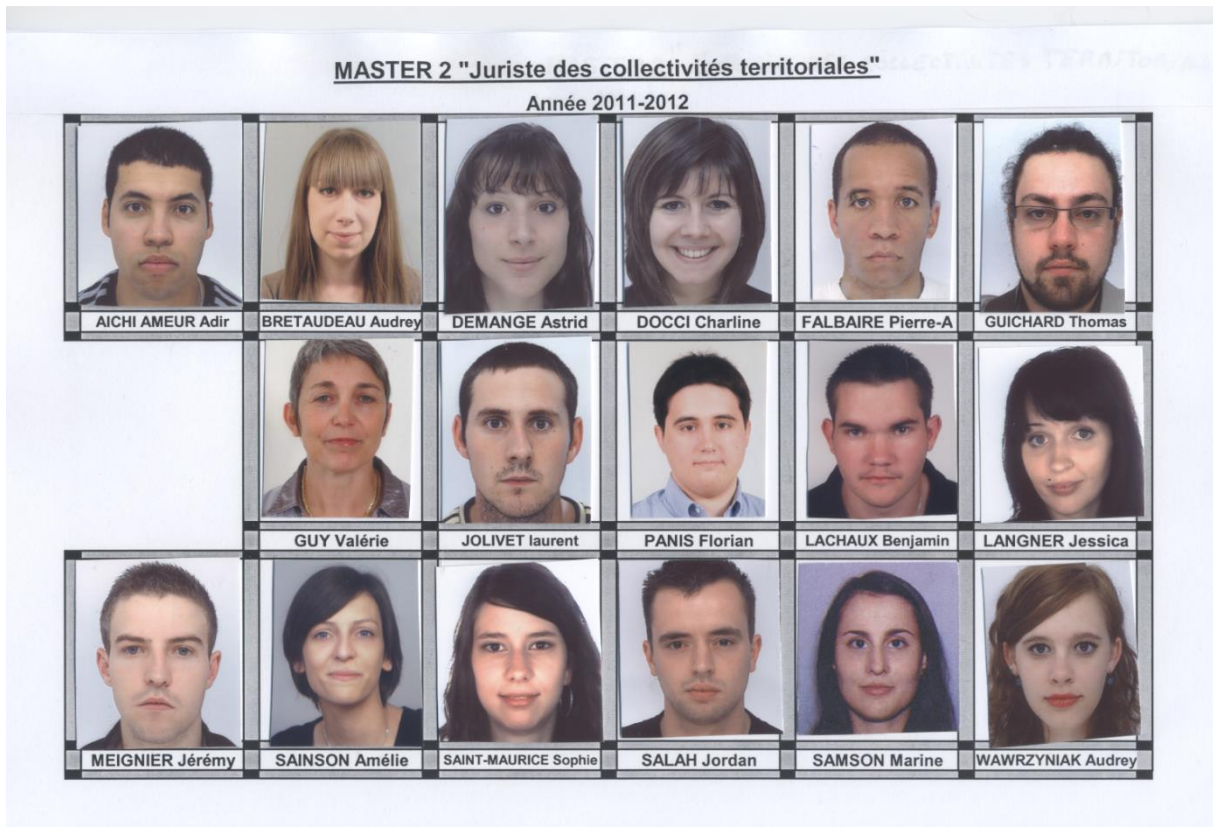 MASTER 2 "Juriste des collectivités territoriales"
Année 2011-2012
AICHI AMEUR Adir BRETAUDEAU Audrey DEMANGE Astrid DOCCI Charline FALBAIRE Pierre-A GUICHARD Thomas
GUY Valérie JOLIVET laurent PANIS Florian LACHAUX Benjamin LANGNER Jessica
MEIGNIER Jérémy SAINSON Amélie SAINT-MAURICE Sophie SALAH Jordan SAMSON Marine WAWRZYNIAK Audrey